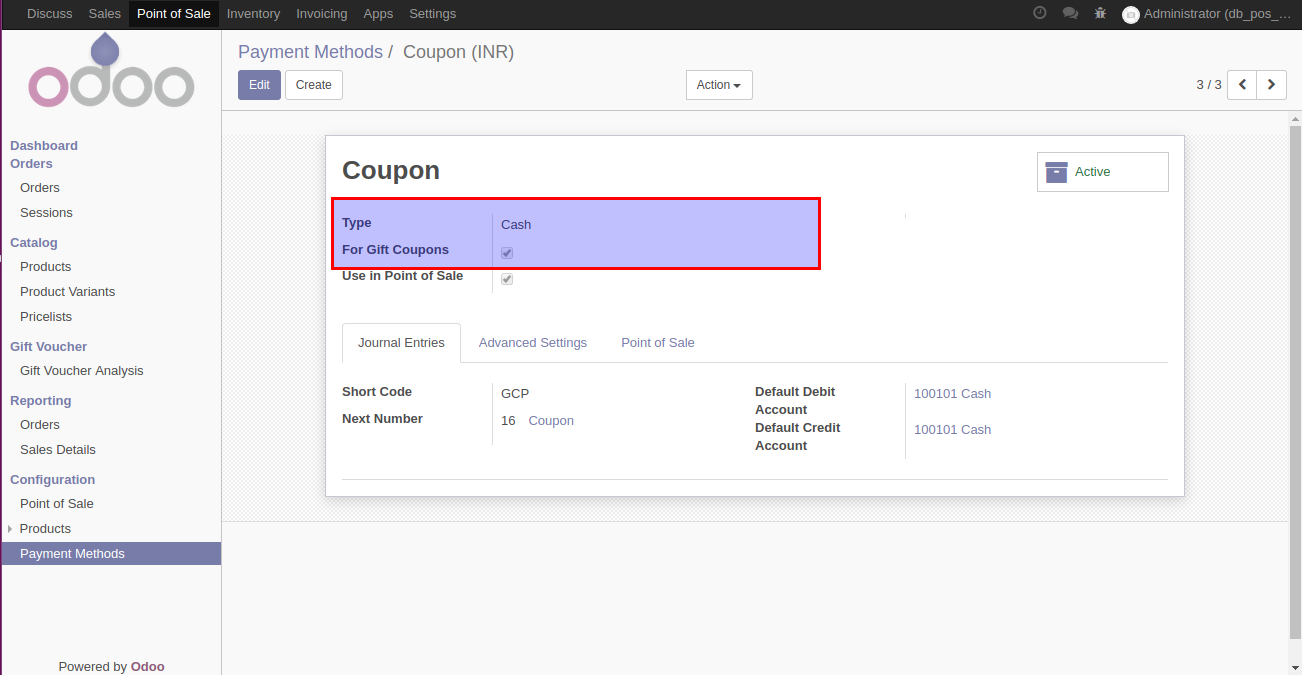 Discuss Sales Point of Sale Inventory Invoicing Apps Settings Administrator (db_pos_...
odoo
Payment Methods / Coupon (INR)
Edit Create Action 3 / 3
Dashboard
Orders
Orders
Sessions
Catalog
Products
Product Variants
Pricelists
Gift Voucher
Gift Voucher Analysis
Reporting
Orders
Sales Details
Configuration
Point of Sale
Products
Payment Methods
Powered by Odoo
Coupon
Active
Type Cash
For Gift Coupons
Use in Point of Sale
Journal Entries Advanced Settings Point of Sale
Short Code GCP
Next Number 16 Coupon
Default Debit
Account 100101 Cash
Default Credit
Account 100101 Cash